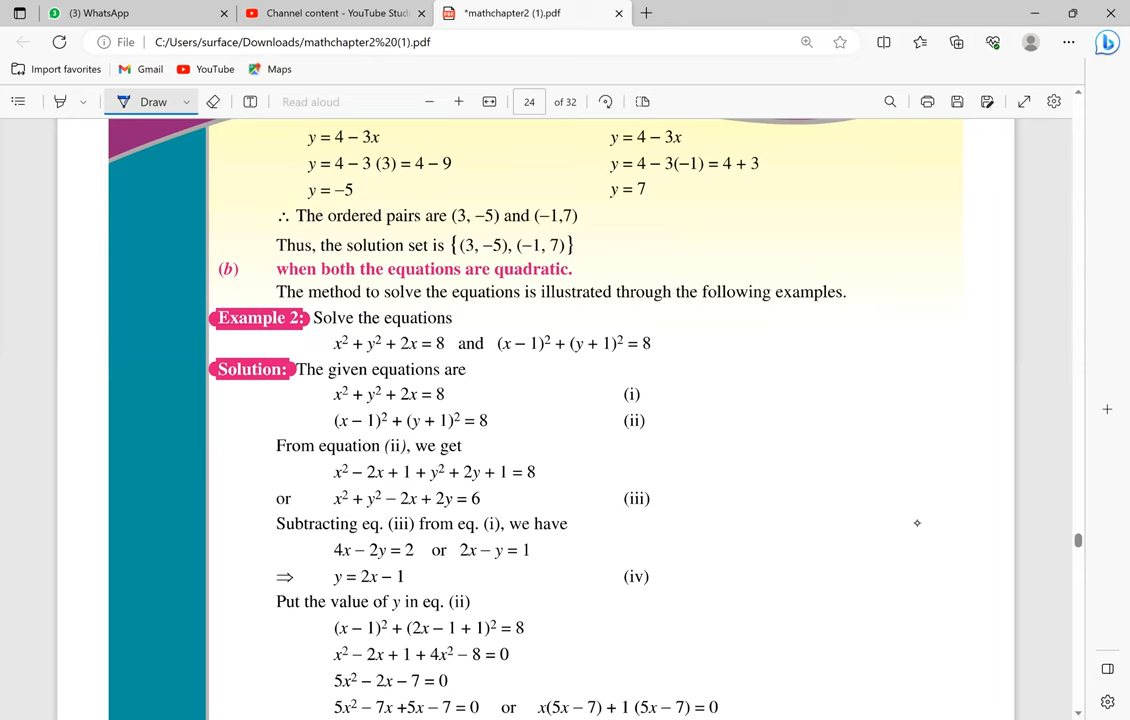 (3) WhatsApp
Channel content - YouTube Stud
*mathchapter2 (1).pdf
File C:/Users/surface/Downloads/mathchapter2%20(1).pdf
Import favorites Gmail YouTube Maps
Draw Read aloud 24 of 32
y = 4 – 3x y = 4 – 3x
y = 4 – 3 (3) = 4 – 9 y = 4 – 3(–1) = 4 + 3
y = –5 y = 7
∴ The ordered pairs are (3, –5) and (–1,7)
Thus, the solution set is {(3, –5), (–1, 7)}
(b) when both the equations are quadratic.
The method to solve the equations is illustrated through the following examples.
Example 2: Solve the equations
x² + y² + 2x = 8 and (x – 1)² + (y + 1)² = 8
Solution: The given equations are
x² + y² + 2x = 8 (i)
(x – 1)² + (y + 1)² = 8 (ii)
From equation (ii), we get
x² – 2x + 1 + y² + 2y + 1 = 8
or x² + y² – 2x + 2y = 6 (iii)
Subtracting eq. (iii) from eq. (i), we have
4x – 2y = 2 or 2x – y = 1
⇒ y = 2x – 1 (iv)
Put the value of y in eq. (ii)
(x – 1)² + (2x – 1 + 1)² = 8
x² – 2x + 1 + 4x² – 8 = 0
5x² – 2x – 7 = 0
5x² – 7x +5x – 7 = 0 or x(5x – 7) + 1 (5x – 7) = 0